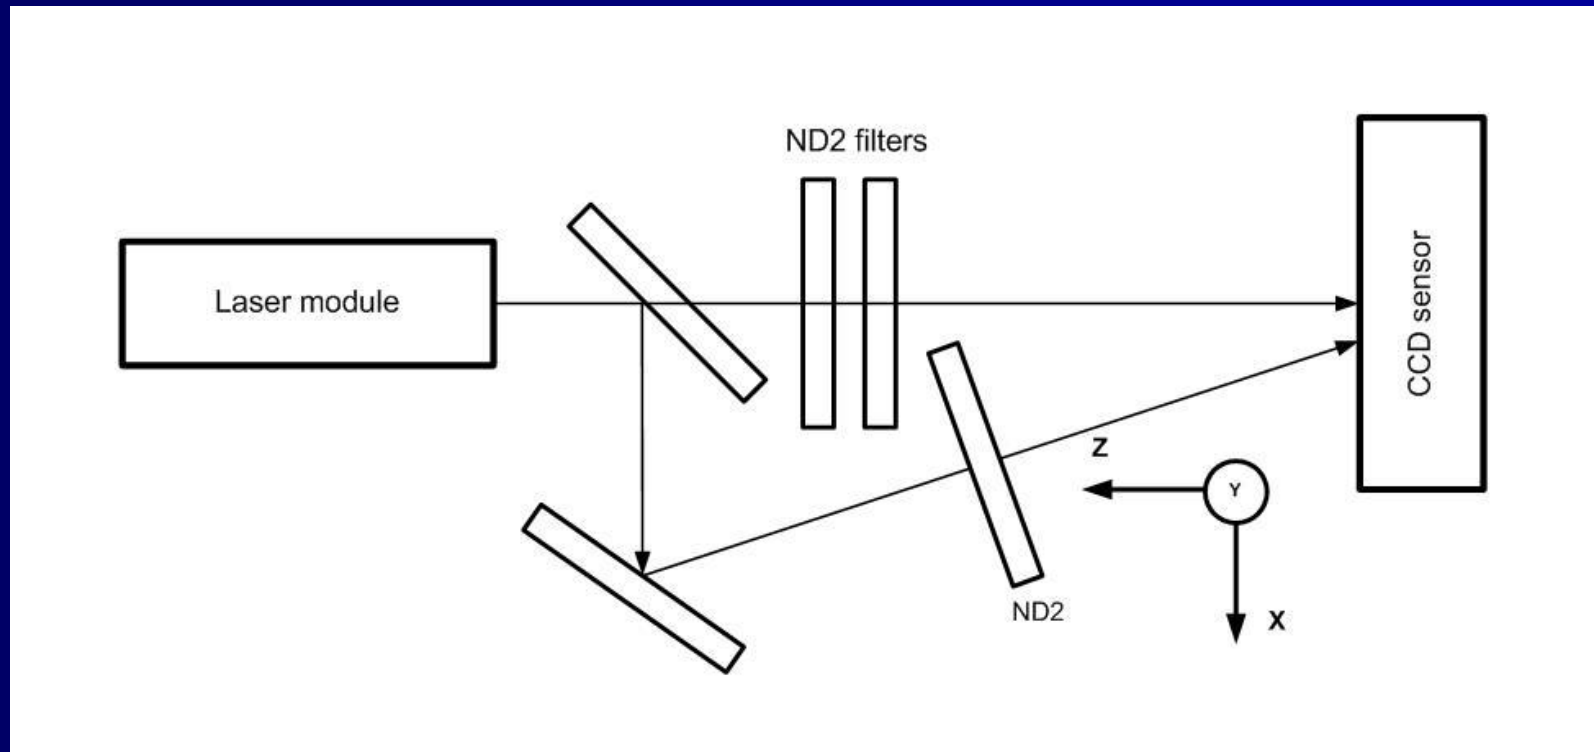 ND2 filters
Laser module
CCD sensor
Z
Y
ND2
X